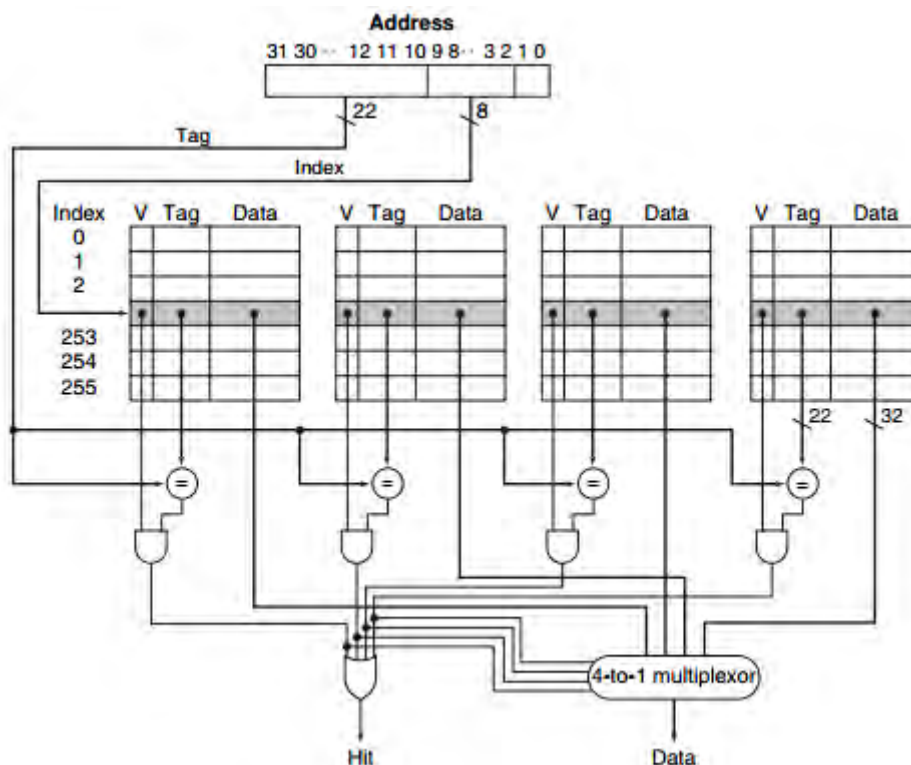 Address
31 30 ·· 12 11 10 9 8 ·· 3 2 1 0
22
8
Tag
Index
Index V Tag Data V Tag Data V Tag Data V Tag Data
0
1
2
253
254
255
22 32
= = = =
4-to-1 multiplexor
Hit Data